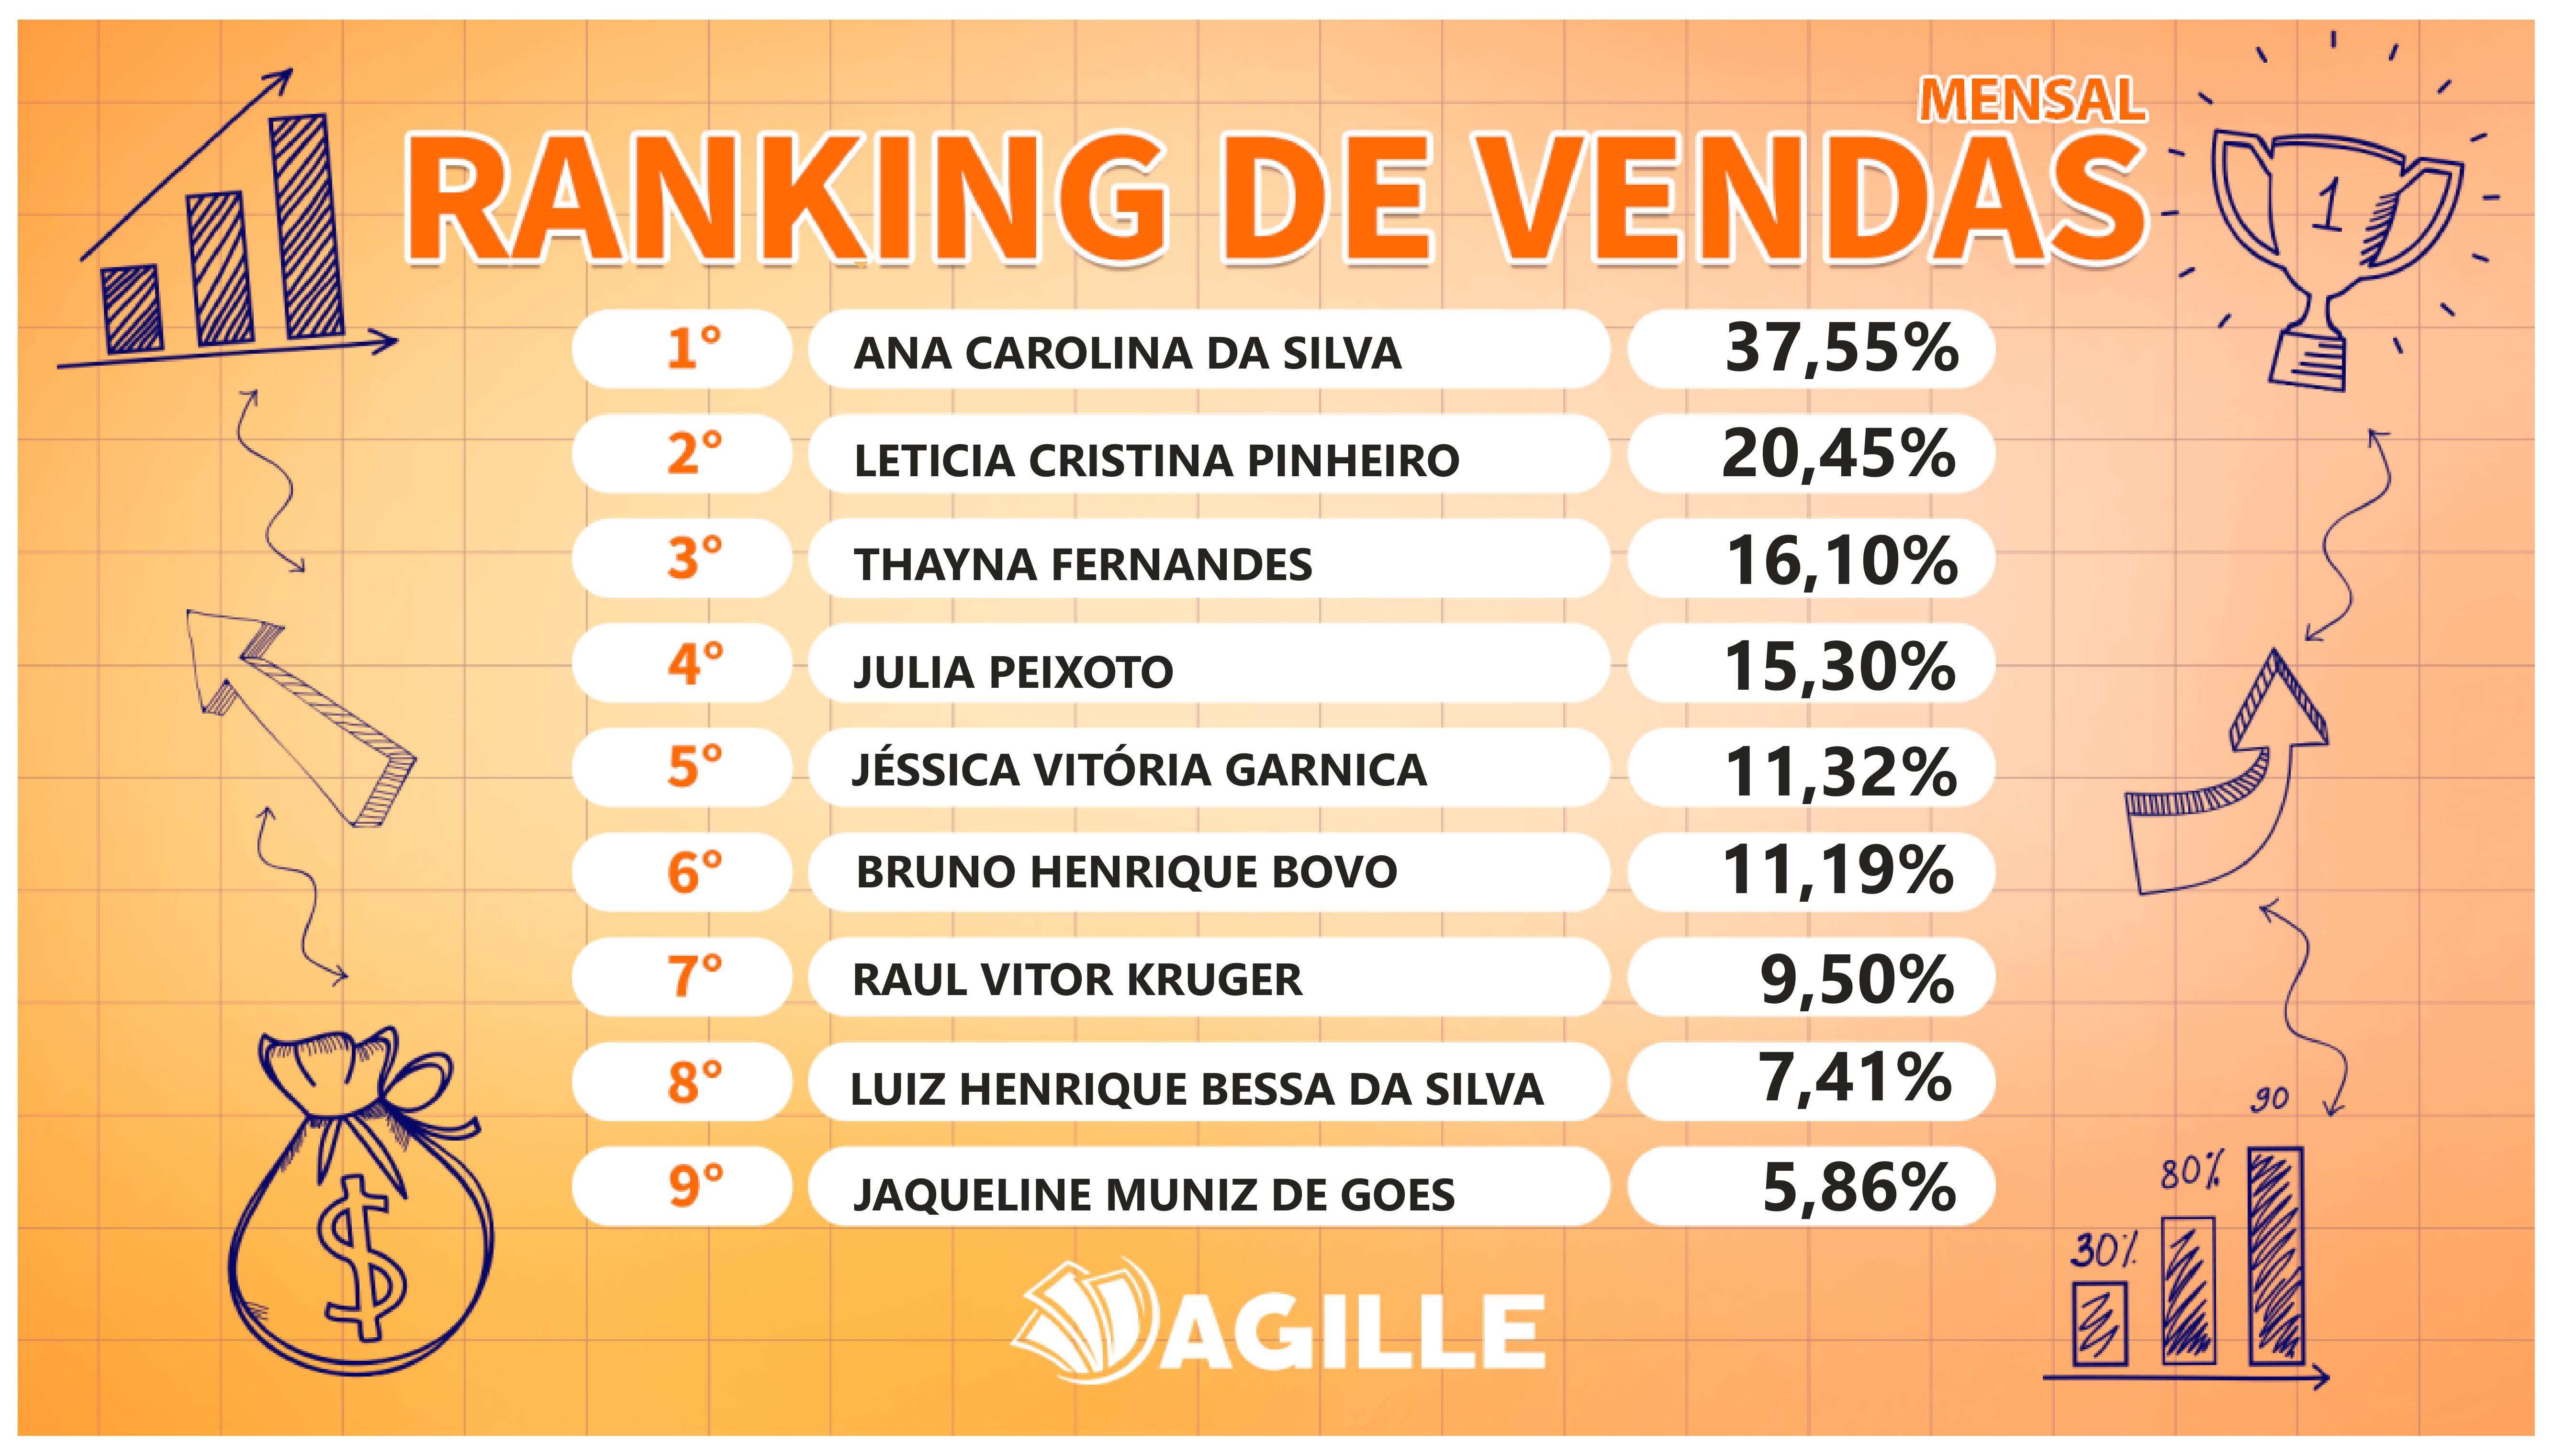 MENSAL
RANKING DE VENDAS
1
1° ANA CAROLINA DA SILVA 37,55%
2° LETICIA CRISTINA PINHEIRO 20,45%
3° THAYNA FERNANDES 16,10%
4° JULIA PEIXOTO 15,30%
5° JÉSSICA VITÓRIA GARNICA 11,32%
6° BRUNO HENRIQUE BOVO 11,19%
7° RAUL VITOR KRUGER 9,50%
8° LUIZ HENRIQUE BESSA DA SILVA 7,41%
9° JAQUELINE MUNIZ DE GOES 5,86%
$
30% 80% 90
AGILLE